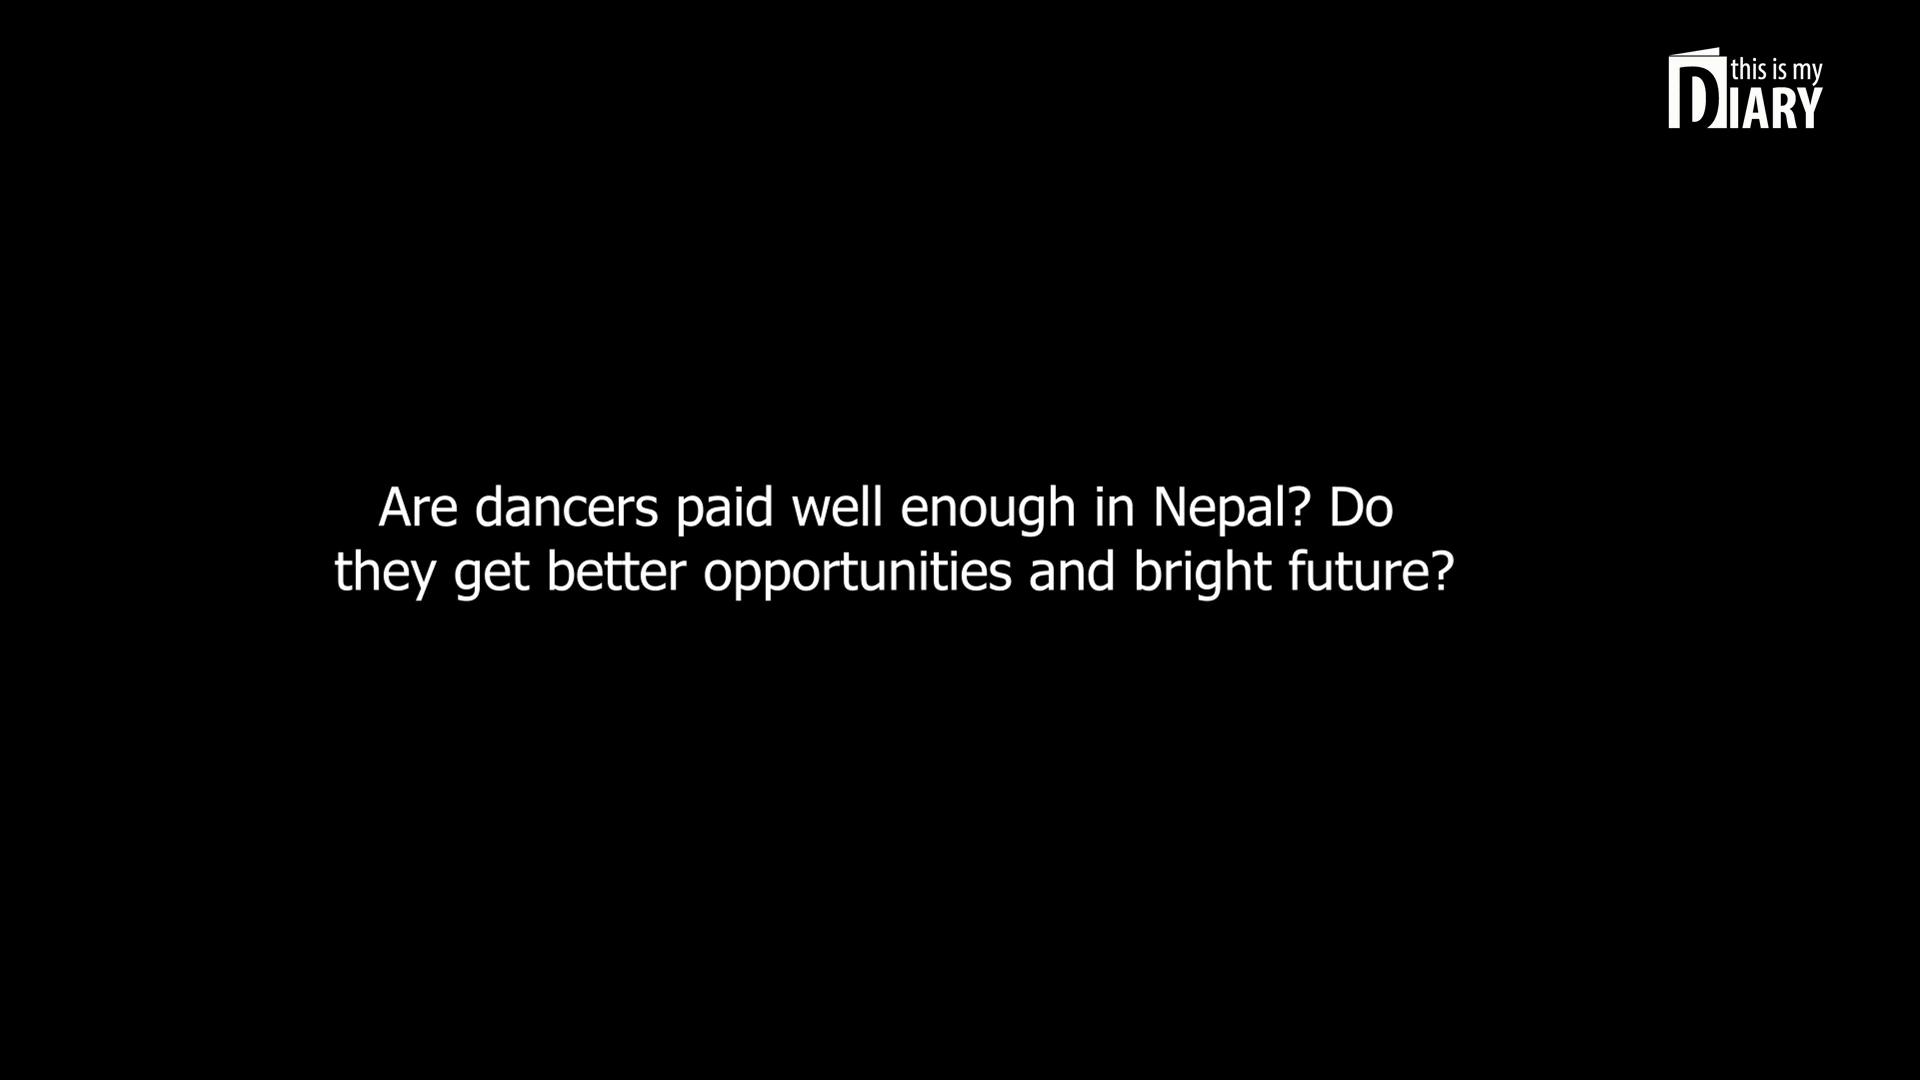 this is my
DIARY
Are dancers paid well enough in Nepal? Do
they get better opportunities and bright future?